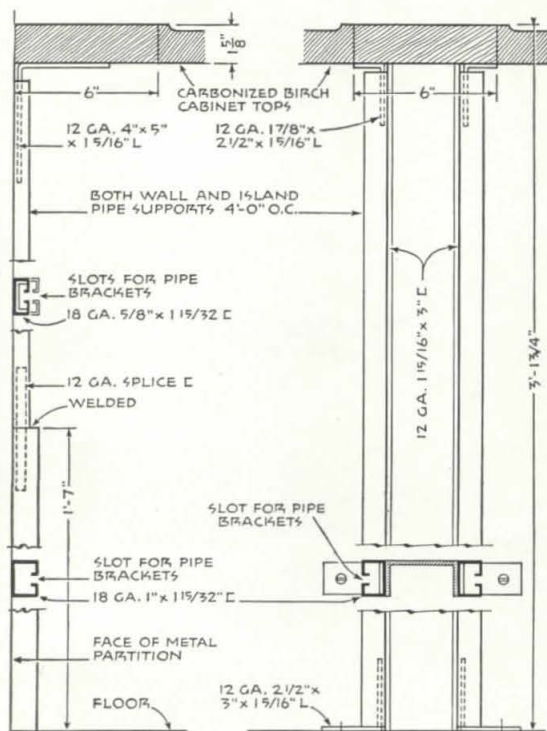 1 5/8"
6"
CARBONIZED BIRCH
CABINET TOPS
6"
12 GA. 4"x 5"
x 1 5/16" L
12 GA. 1 7/8"x
2 1/2"x 1 5/16" L
BOTH WALL AND ISLAND
PIPE SUPPORTS 4'-0" O.C.
SLOTS FOR PIPE
BRACKETS
18 GA. 5/8"x 1 15/32 [
12 GA. 1 15/16"x 3" [
3'-1 3/4"
12 GA. SPLICE [
WELDED
1'-7"
SLOT FOR PIPE
BRACKETS
SLOT FOR PIPE
BRACKETS
18 GA. 1"x 1 15/32" [
FACE OF METAL
PARTITION
FLOOR
12 GA. 2 1/2"x
3"x 1 5/16" L